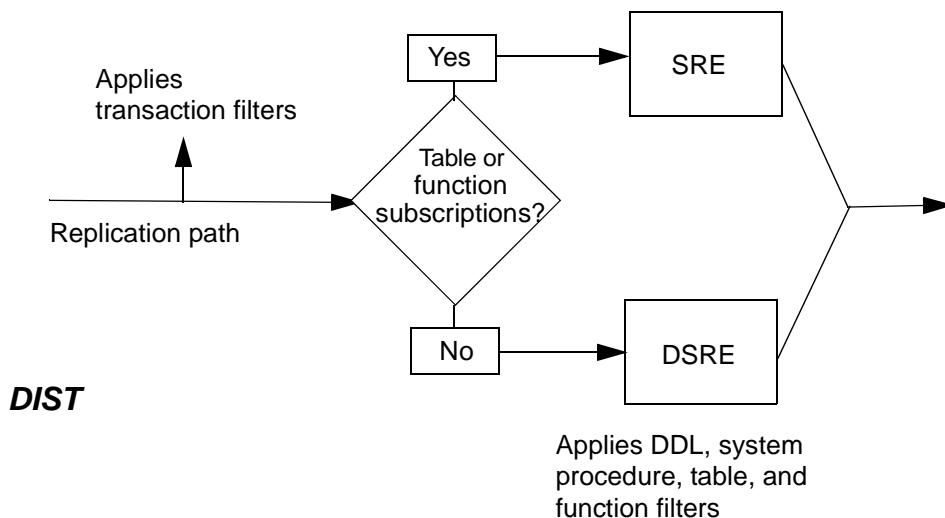 Yes
SRE
Applies
transaction filters
Table or
function
subscriptions?
Replication path
No
DSRE
DIST
Applies DDL, system
procedure, table, and
function filters